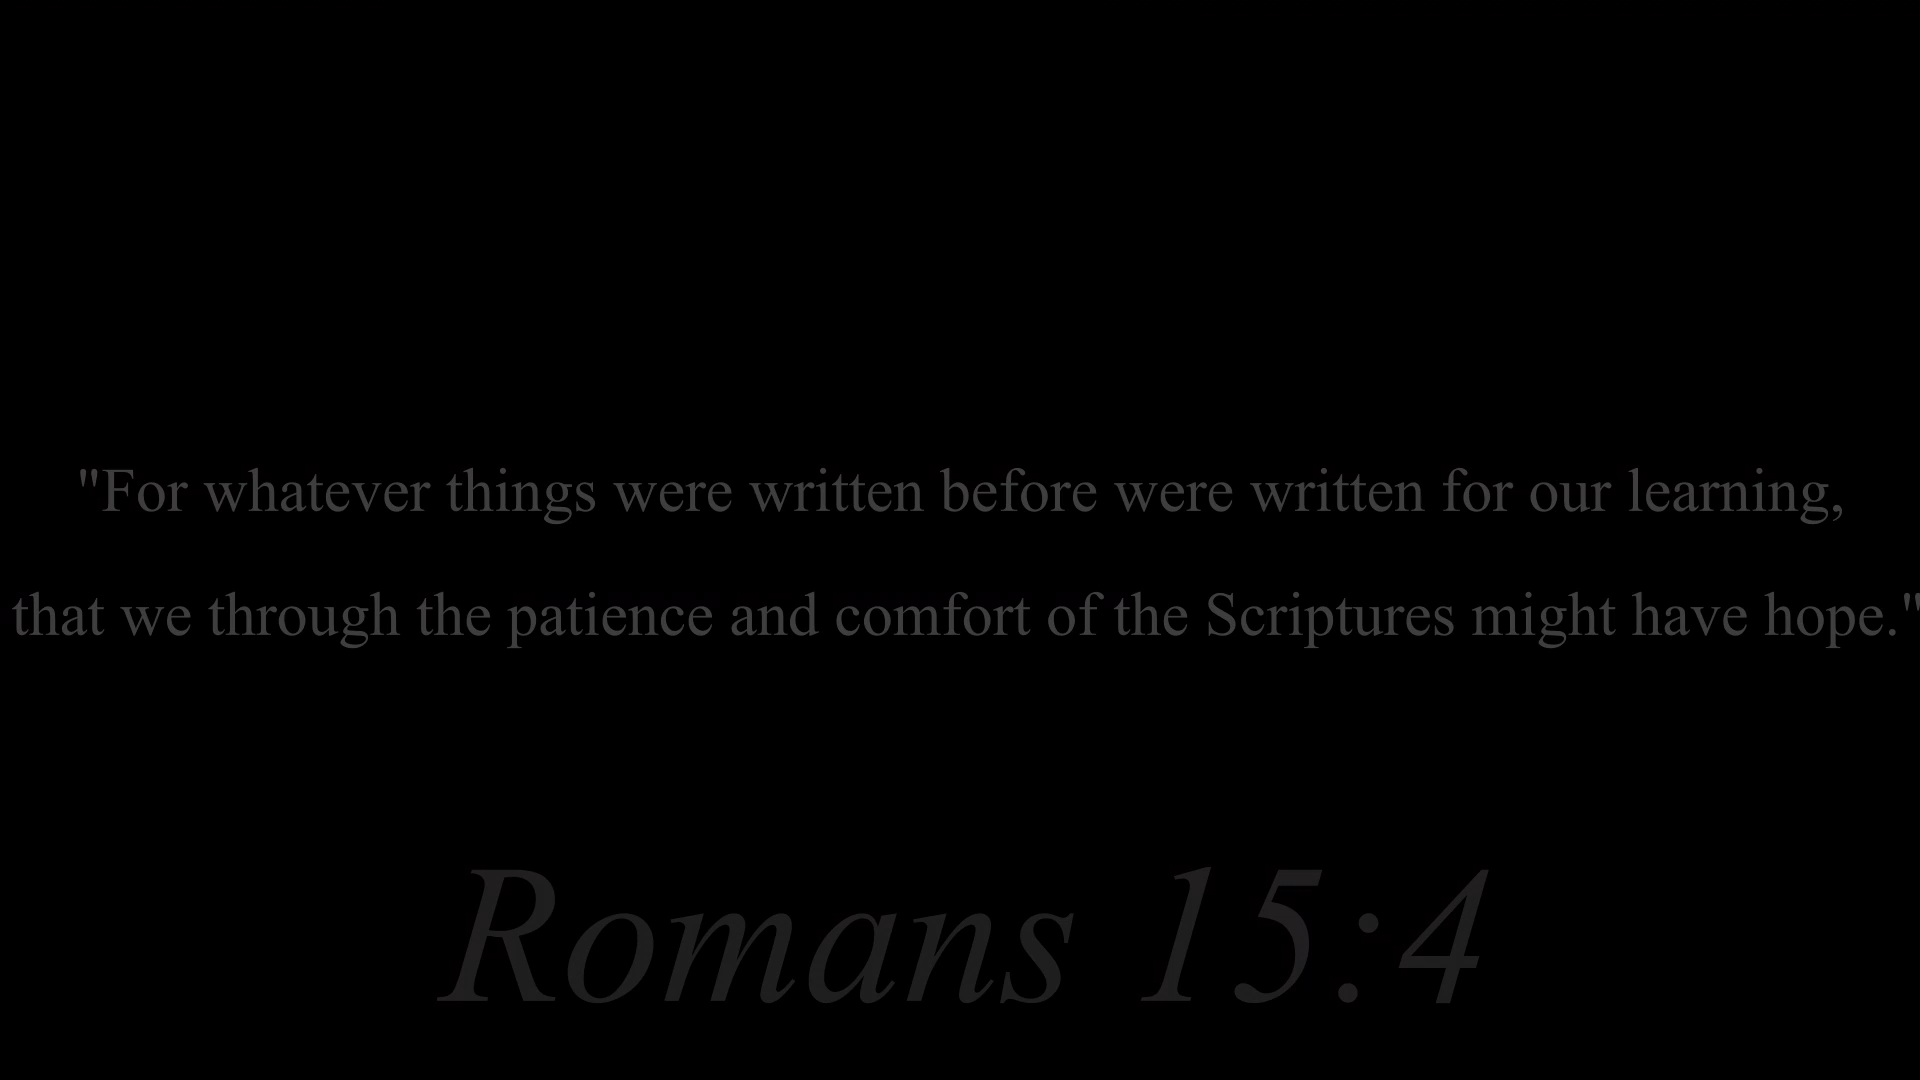 "For whatever things were written before were written for our learning,
that we through the patience and comfort of the Scriptures might have hope."
Romans 15:4